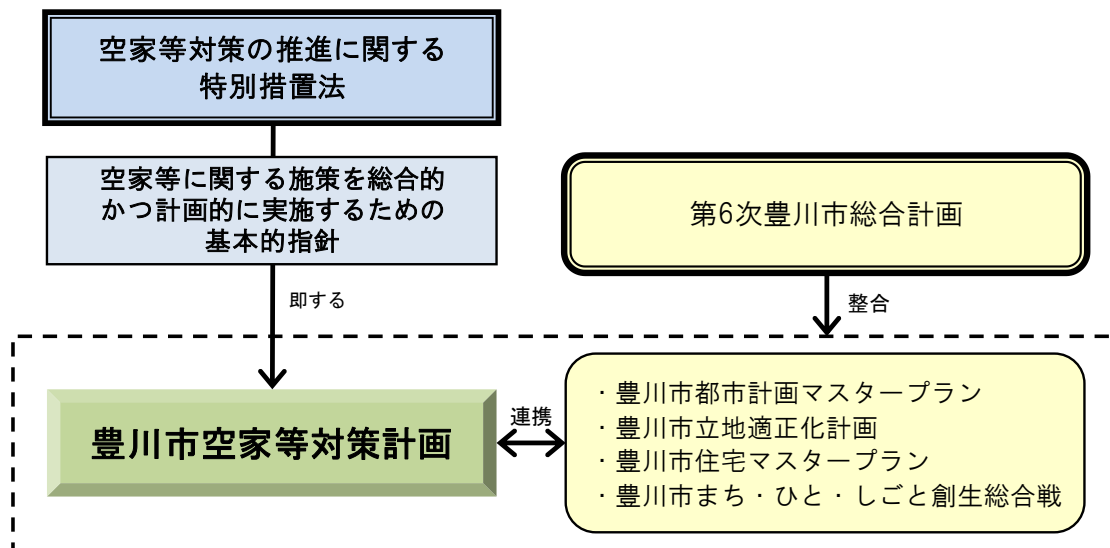 空家等対策の推進に関する
特別措置法
空家等に関する施策を総合的
かつ計画的に実施するための
基本的指針
第6次豊川市総合計画
即する
整合
豊川市空家等対策計画
連携
・豊川市都市計画マスタープラン
・豊川市立地適正化計画
・豊川市住宅マスタープラン
・豊川市まち・ひと・しごと創生総合戦